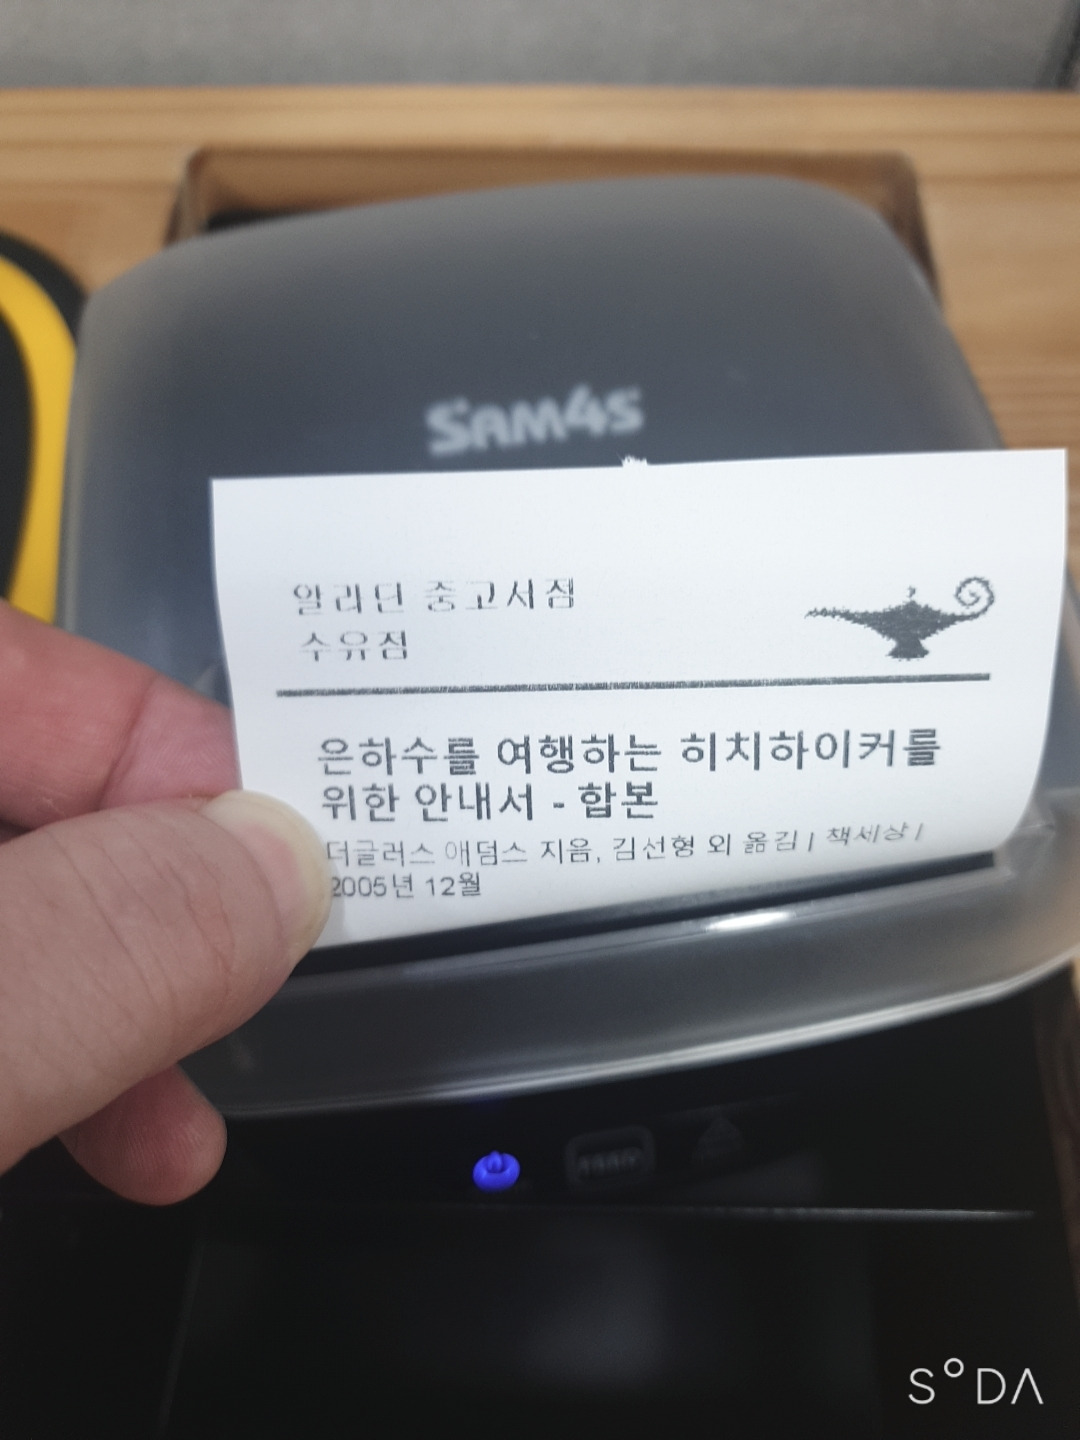 SAM4S
알라딘 중고서점
수유점
은하수를 여행하는 히치하이커를
위한 안내서 - 합본
더글러스 애덤스 지음, 김선형 외 옮김 | 책세상 |
2005년 12월
SODA